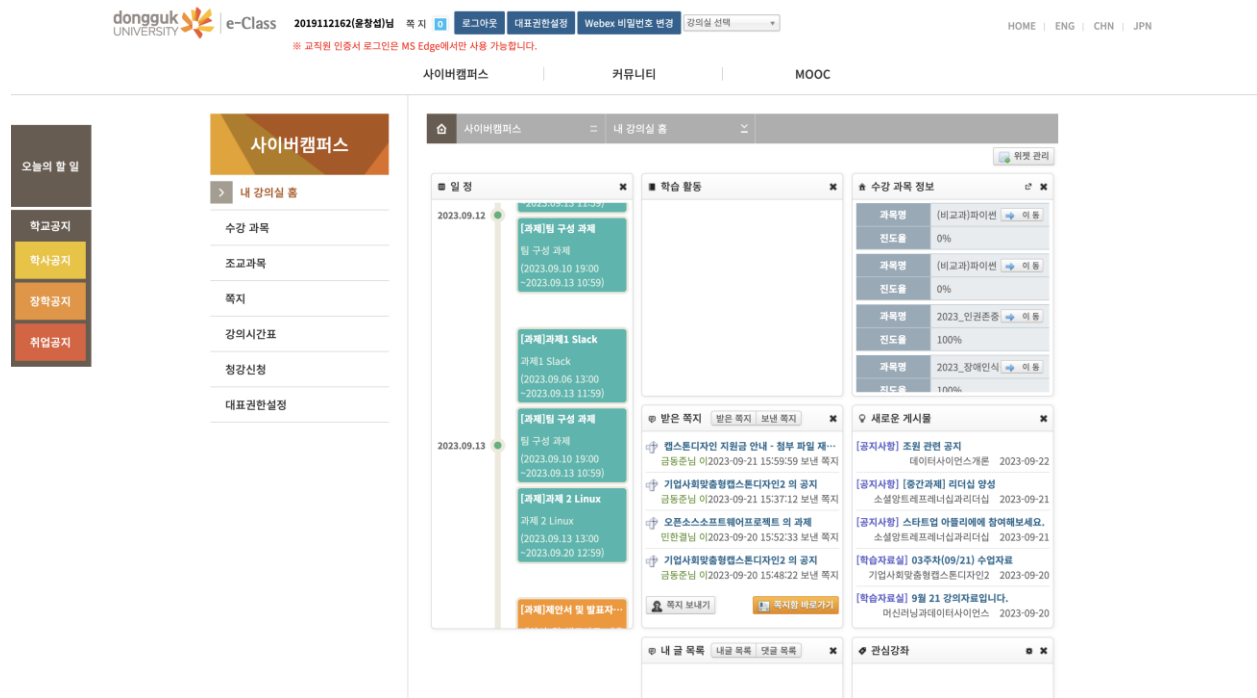 dongguk UNIVERSITY
e-Class
2019112162(윤창섭)님 쪽 지 0 로그아웃 대표권한설정 Webex 비밀번호 변경 강의실 선택
※ 교직원 인증서 로그인은 MS Edge에서만 사용 가능합니다.
HOME | ENG | CHN | JPN
사이버캠퍼스 커뮤니티 MOOC
오늘의 할 일
학교공지
학사공지
장학공지
취업공지
사이버캠퍼스
내 강의실 홈
수강 과목
조교과목
쪽지
강의시간표
청강신청
대표권한설정
사이버캠퍼스 내 강의실 홈
위젯 관리
일 정
2023.09.12
2023.09.13 11:59)
[과제]팀 구성 과제
팀 구성 과제
(2023.09.10 19:00
~2023.09.13 10:59)
[과제]과제1 Slack
과제1 Slack
(2023.09.06 13:00
~2023.09.13 11:59)
2023.09.13
[과제]팀 구성 과제
팀 구성 과제
(2023.09.10 19:00
~2023.09.13 10:59)
[과제]과제 2 Linux
과제 2 Linux
(2023.09.13 13:00
~2023.09.20 12:59)
[과제]제안서 및 발표자…
학습 활동
수강 과목 정보
과목명 (비교과)파이썬 이 동
진도율 0%
과목명 (비교과)파이썬 이 동
진도율 0%
과목명 2023_인권존중 이 동
진도율 100%
과목명 2023_장애인식 이 동
진도율 100%
받은 쪽지 받은 쪽지 보낸 쪽지
캡스톤디자인 지원금 안내 - 첨부 파일 재…
금동준님 이2023-09-21 15:59:59 보낸 쪽지
기업사회맞춤형캡스톤디자인2 의 공지
금동준님 이2023-09-21 15:37:12 보낸 쪽지
오픈소스소프트웨어프로젝트 의 과제
민한결님 이2023-09-20 15:52:33 보낸 쪽지
기업사회맞춤형캡스톤디자인2 의 공지
금동준님 이2023-09-20 15:48:22 보낸 쪽지
쪽지 보내기 쪽지함 바로가기
새로운 게시물
[공지사항] 조원 관련 공지
데이터사이언스개론 2023-09-22
[공지사항] [중간과제] 리더십 양성
소셜앙트레프레너십과리더십 2023-09-21
[공지사항] 스타트업 아뜰리에에 참여해보세요.
소셜앙트레프레너십과리더십 2023-09-21
[학습자료실] 03주차(09/21) 수업자료
기업사회맞춤형캡스톤디자인2 2023-09-20
[학습자료실] 9월 21 강의자료입니다.
머신러닝과데이터사이언스 2023-09-20
내 글 목록 내글 목록 댓글 목록
관심강좌